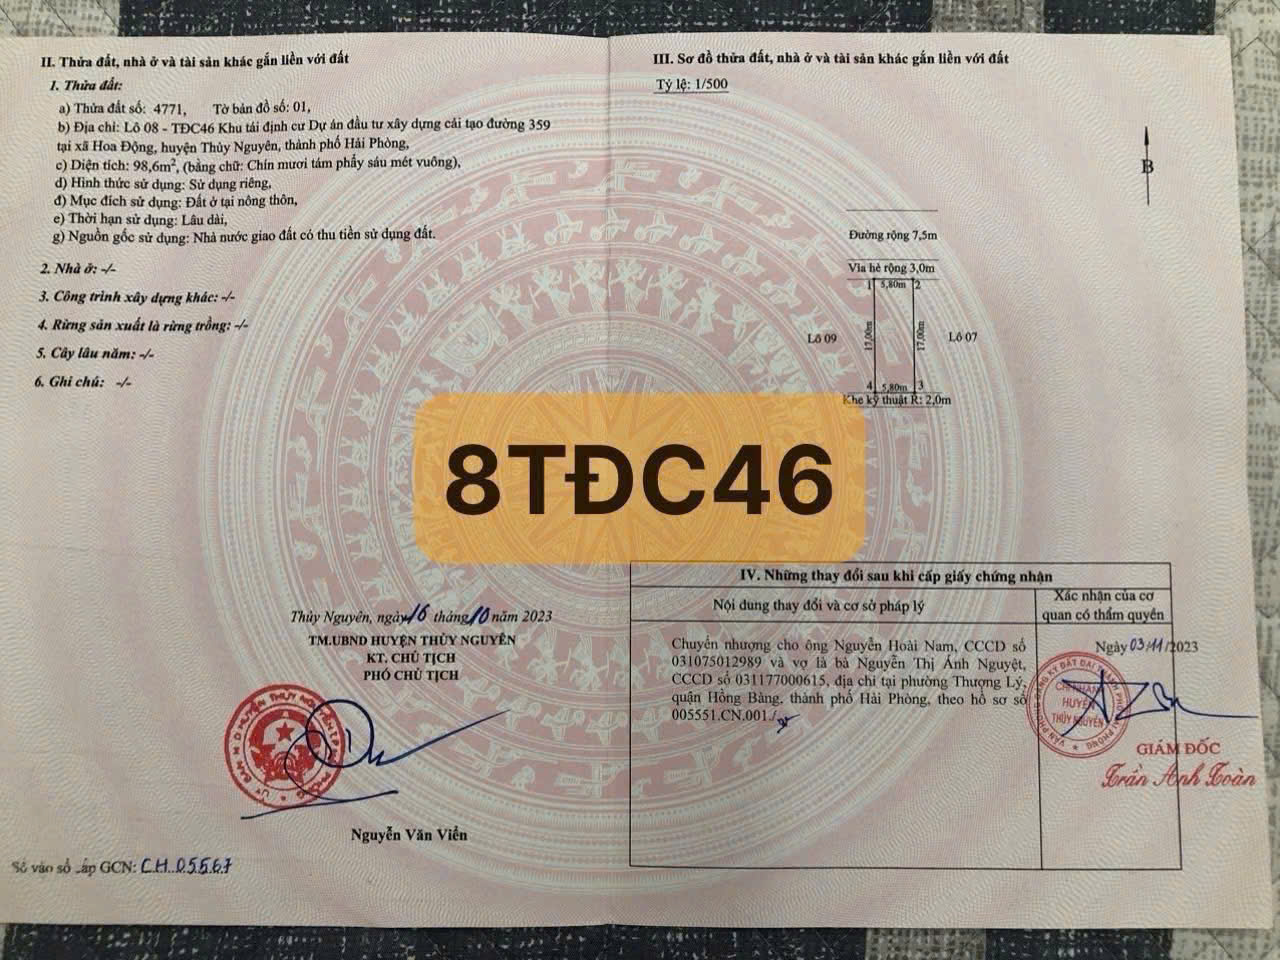 II. Thửa đất, nhà ở và tài sản khác gắn liền với đất
1. Thửa đất:
a) Thửa đất số: 4771, Tờ bản đồ số: 01,
b) Địa chỉ: Lô 08 - TĐC46 Khu tái định cư Dự án đầu tư xây dựng cải tạo đường 359
tại xã Hoa Động, huyện Thủy Nguyên, thành phố Hải Phòng,
c) Diện tích: 98,6m², (bằng chữ: Chín mươi tám phẩy sáu mét vuông),
d) Hình thức sử dụng: Sử dụng riêng,
đ) Mục đích sử dụng: Đất ở tại nông thôn,
e) Thời hạn sử dụng: Lâu dài,
g) Nguồn gốc sử dụng: Nhà nước giao đất có thu tiền sử dụng đất.
2. Nhà ở: -/-
3. Công trình xây dựng khác: -/-
4. Rừng sản xuất là rừng trồng: -/-
5. Cây lâu năm: -/-
6. Ghi chú: -/-
Thủy Nguyên, ngày 16 tháng 10 năm 2023
TM.UBND HUYỆN THỦY NGUYÊN
KT. CHỦ TỊCH
PHÓ CHỦ TỊCH
Nguyễn Văn Viển
Số vào sổ cấp GCN: CH 05567
III. Sơ đồ thửa đất, nhà ở và tài sản khác gắn liền với đất
Tỷ lệ: 1/500
B
Đường rộng 7,5m
Vỉa hè rộng 3,0m
1 5,80m 2
Lô 09 17,00m 17,00m Lô 07
4 5,80m 3
Khe kỹ thuật R: 2,0m
8TĐC46
IV. Những thay đổi sau khi cấp giấy chứng nhận
Nội dung thay đổi và cơ sở pháp lý
Xác nhận của cơ
quan có thẩm quyền
Chuyển nhượng cho ông Nguyễn Hoài Nam, CCCD số
031075012989 và vợ là bà Nguyễn Thị Ánh Nguyệt,
CCCD số 031177000615, địa chỉ tại phường Thượng Lý,
quận Hồng Bàng, thành phố Hải Phòng, theo hồ sơ số
005551.CN.001./.
Ngày 03/11/2023
CHI NHÁNH
HUYỆN
THỦY NGUYÊN
GIÁM ĐỐC
Trần Anh Toàn